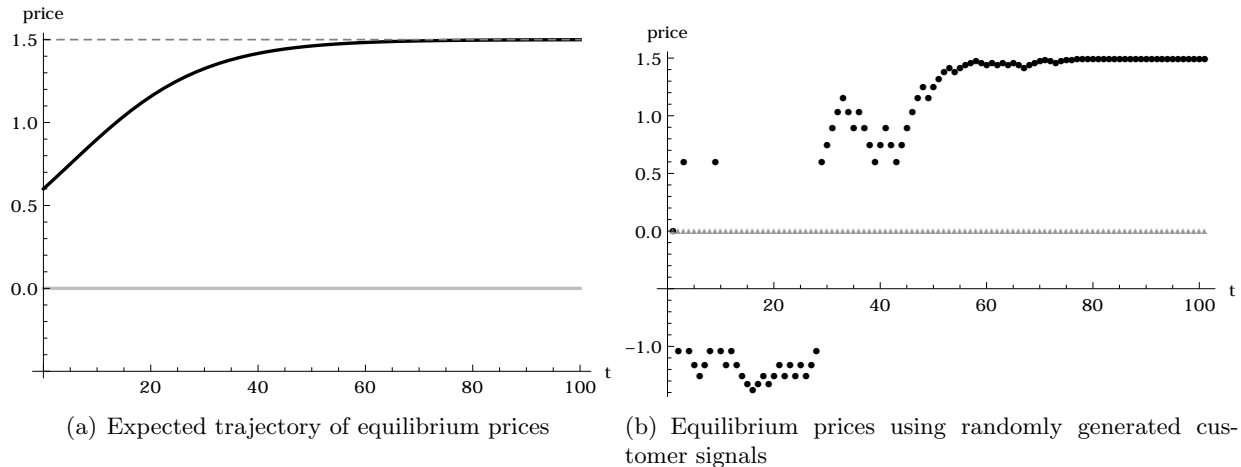 price
1.5
1.0
0.5
0.0
20
40
60
80
100
t
(a) Expected trajectory of equilibrium prices
price
1.5
1.0
0.5
0.0
−1.0
20
40
60
80
100
t
(b) Equilibrium prices using randomly generated cus-
tomer signals